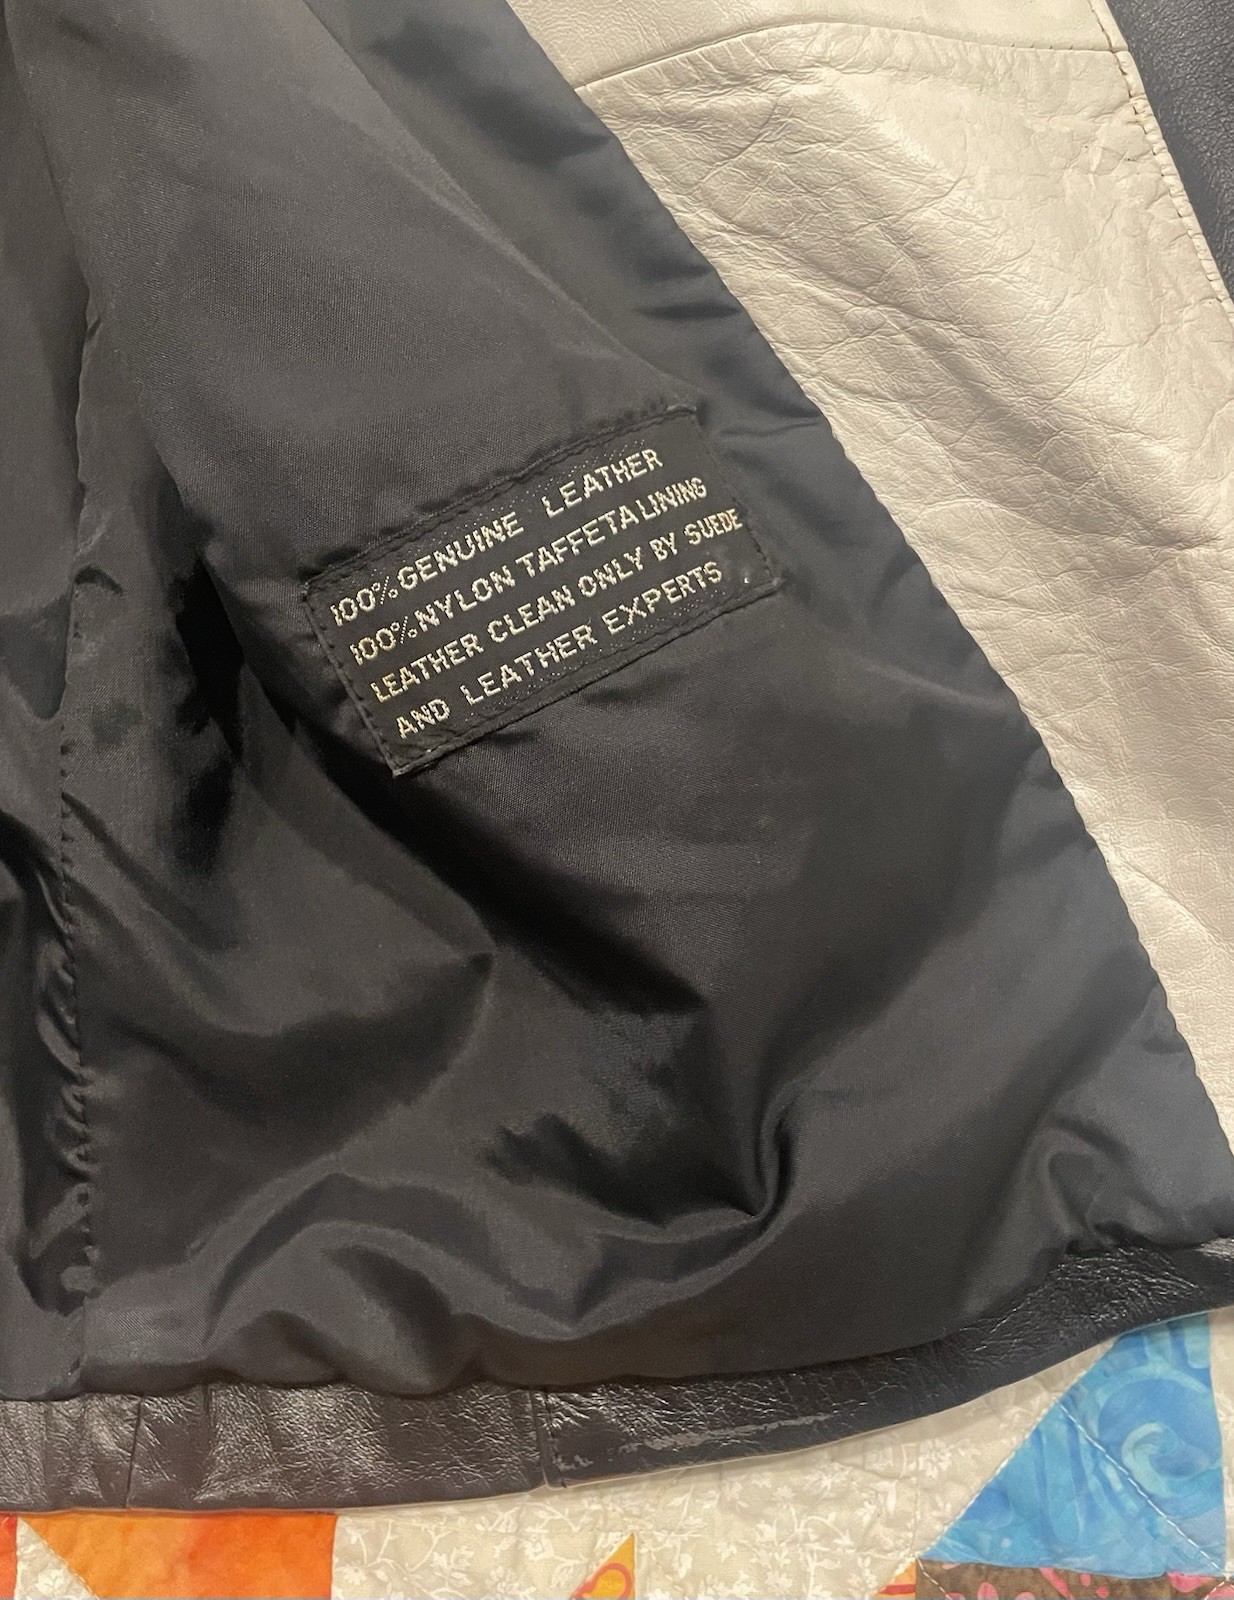 100% GENUINE LEATHER
100% NYLON TAFFETA LINING
LEATHER CLEAN ONLY BY SUEDE
AND LEATHER EXPERTS